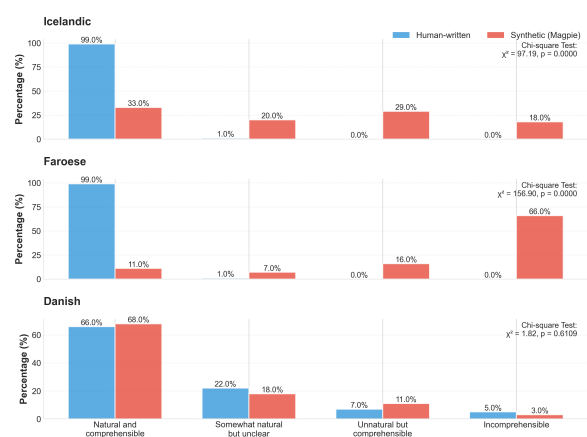 Icelandic
Human-written
Synthetic (Magpie)
Chi-square Test:
χ² = 97.19, p = 0.0000
Percentage (%)
100
75
50
25
0
99.0%
33.0%
1.0%
20.0%
0.0%
29.0%
0.0%
18.0%
Faroese
Chi-square Test:
χ² = 156.90, p = 0.0000
Percentage (%)
100
75
50
25
0
99.0%
11.0%
1.0%
7.0%
0.0%
16.0%
0.0%
66.0%
Danish
Chi-square Test:
χ² = 1.82, p = 0.6109
Percentage (%)
60
40
20
0
66.0%
68.0%
22.0%
18.0%
7.0%
11.0%
5.0%
3.0%
Natural and
comprehensible
Somewhat natural
but unclear
Unnatural but
comprehensible
Incomprehensible